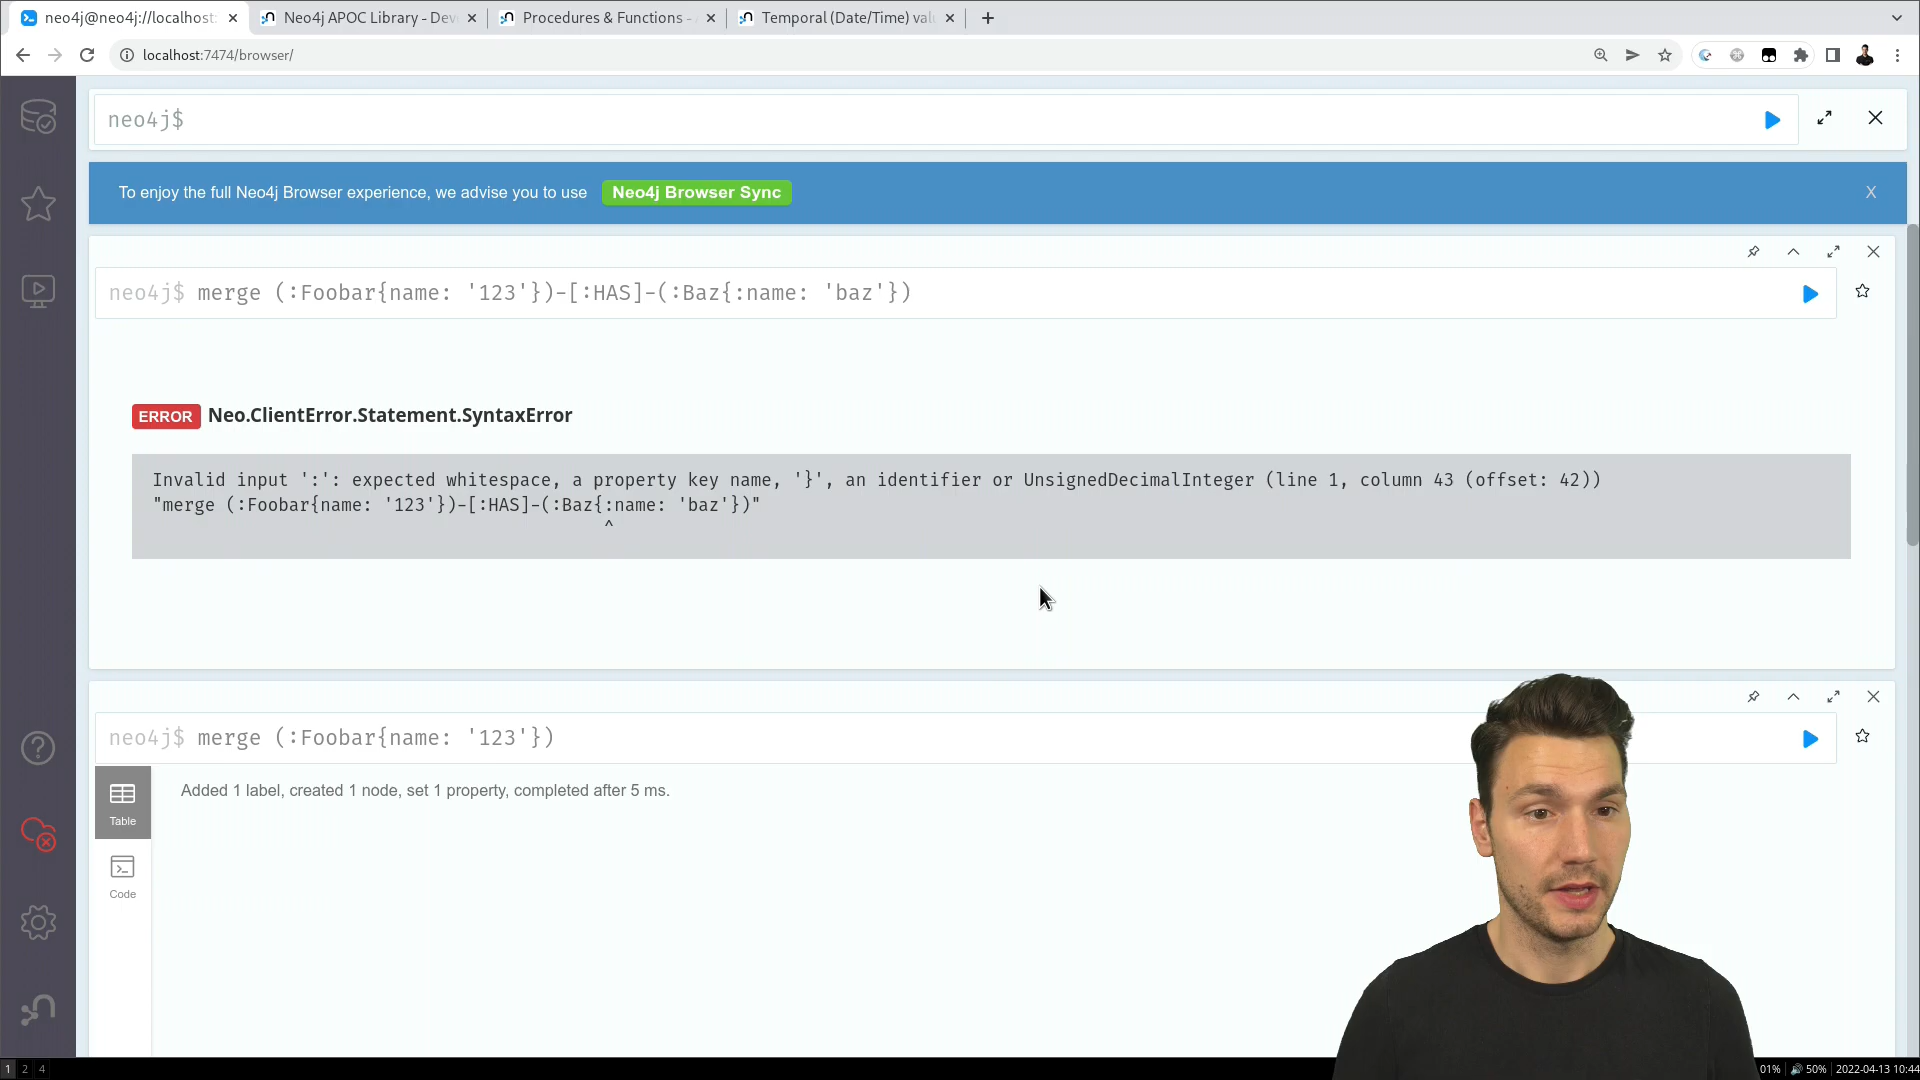 neo4j@neo4j://localhost:
Neo4j APOC Library - Dev
Procedures & Functions -
Temporal (Date/Time) val
localhost:7474/browser/
neo4j$
To enjoy the full Neo4j Browser experience, we advise you to use Neo4j Browser Sync X
neo4j$ merge (:Foobar{name: '123'})-[:HAS]-(:Baz{:name: 'baz'})
ERROR Neo.ClientError.Statement.SyntaxError
Invalid input ':': expected whitespace, a property key name, '}', an identifier or UnsignedDecimalInteger (line 1, column 43 (offset: 42))
"merge (:Foobar{name: '123'})-[:HAS]-(:Baz{:name: 'baz'})"
^
neo4j$ merge (:Foobar{name: '123'})
Table
Added 1 label, created 1 node, set 1 property, completed after 5 ms.
Code
1 2 4
01% 50% 2022-04-13 10:44